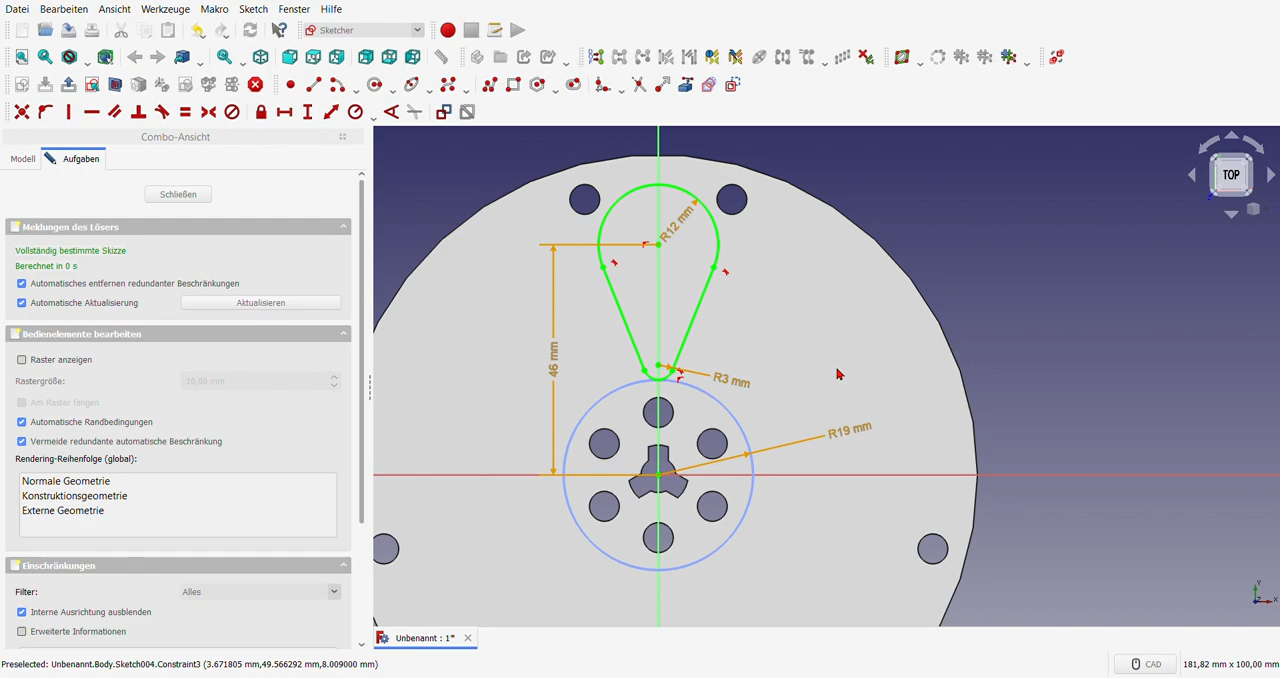 Datei Bearbeiten Ansicht Werkzeuge Makro Sketch Fenster Hilfe
Sketcher
Combo-Ansicht
Modell Aufgaben
Schließen
Meldungen des Lösers
Vollständig bestimmte Skizze
Berechnet in 0 s
Automatisches entfernen redundanter Beschränkungen
Automatische Aktualisierung Aktualisieren
Bedienelemente bearbeiten
Raster anzeigen
Rastergröße: 10,00 mm
Am Raster fangen
Automatische Randbedingungen
Vermeide redundante automatische Beschränkung
Rendering-Reihenfolge (global):
Normale Geometrie
Konstruktionsgeometrie
Externe Geometrie
Einschränkungen
Filter: Alles
Interne Ausrichtung ausblenden
Erweiterte Informationen
TOP
R12 mm
46 mm
R3 mm
R19 mm
Y
Z X
Unbenannt : 1*
Preselected: Unbenannt.Body.Sketch004.Constraint3 (3.671805 mm,49.566292 mm,8.009000 mm)
CAD 181,82 mm x 100,00 mm